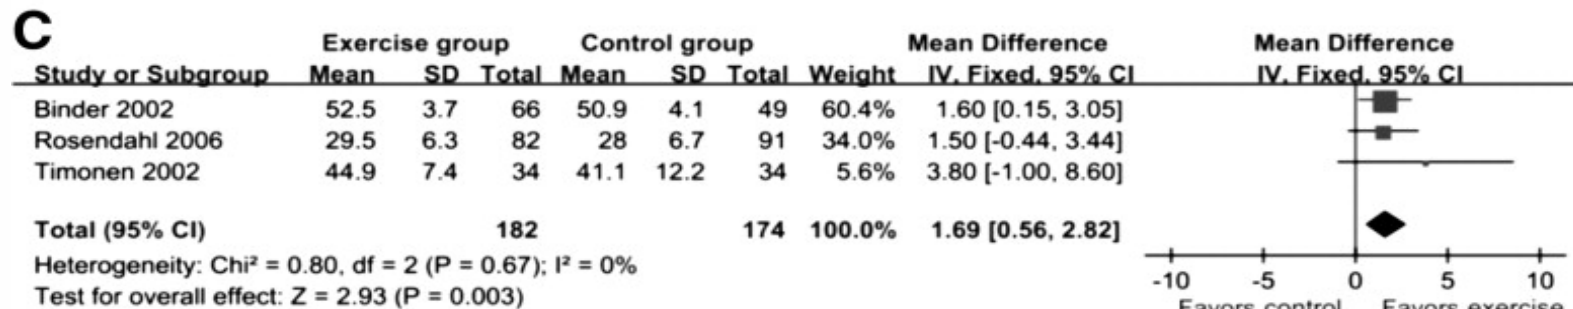 C
Exercise group Control group Mean Difference Mean Difference
Study or Subgroup Mean SD Total Mean SD Total Weight IV, Fixed, 95% CI IV, Fixed, 95% CI
Binder 2002 52.5 3.7 66 50.9 4.1 49 60.4% 1.60 [0.15, 3.05]
Rosendahl 2006 29.5 6.3 82 28 6.7 91 34.0% 1.50 [-0.44, 3.44]
Timonen 2002 44.9 7.4 34 41.1 12.2 34 5.6% 3.80 [-1.00, 8.60]
Total (95% CI) 182 174 100.0% 1.69 [0.56, 2.82]
Heterogeneity: Chi² = 0.80, df = 2 (P = 0.67); I² = 0%
Test for overall effect: Z = 2.93 (P = 0.003)
-10 -5 0 5 10
Favors control Favors exercise